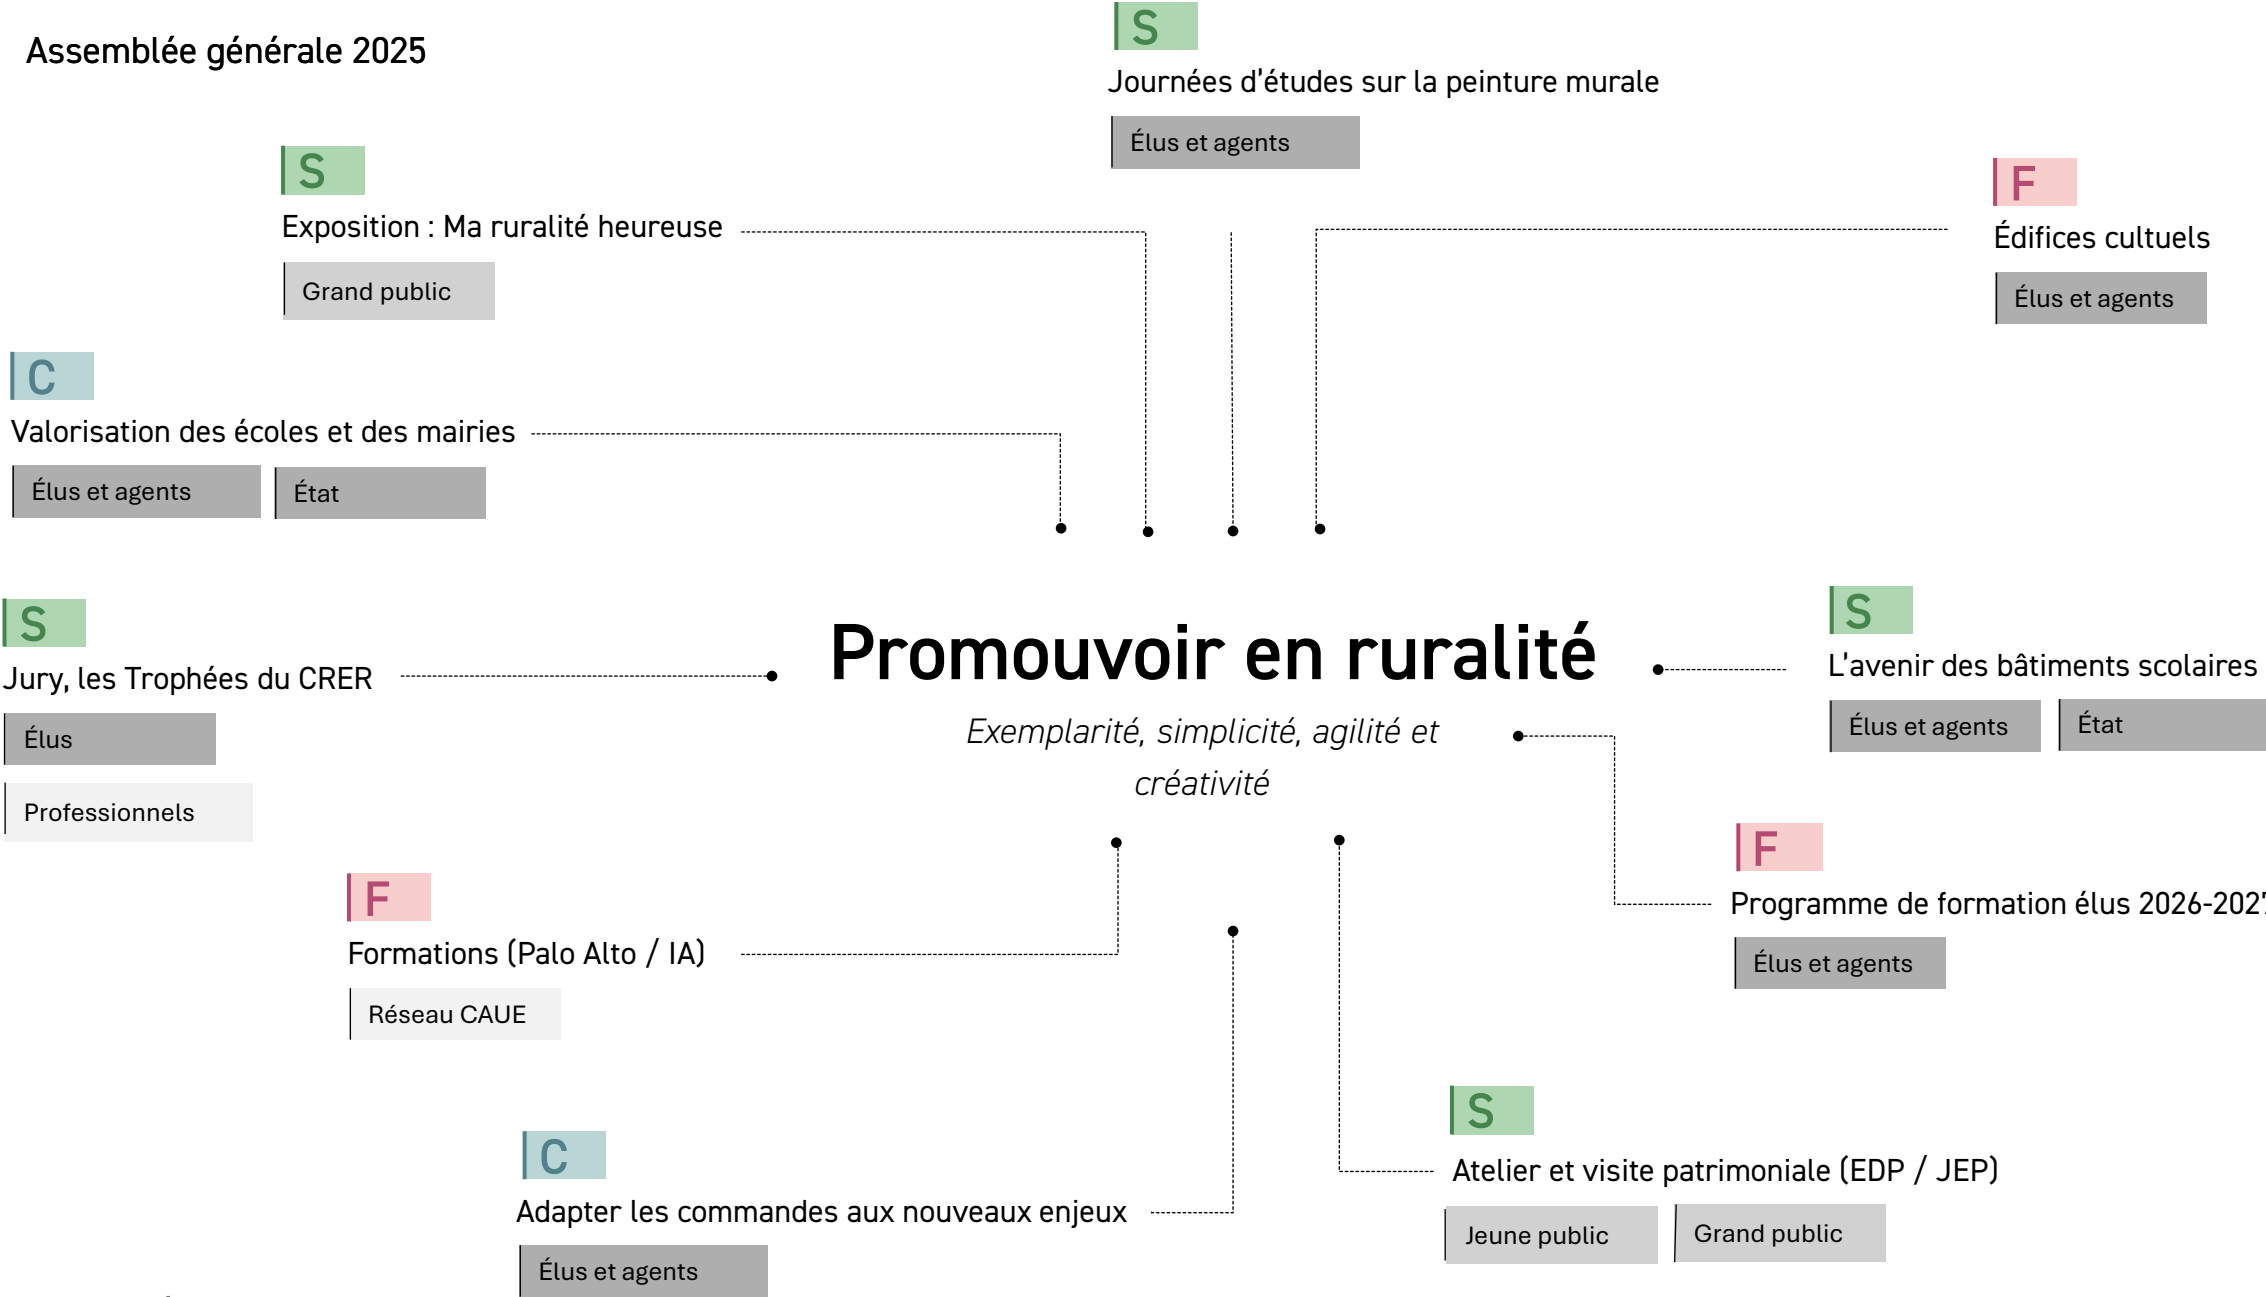 Assemblée générale 2025
S
Journées d'études sur la peinture murale
Élus et agents
S
Exposition : Ma ruralité heureuse
Grand public
F
Édifices cultuels
Élus et agents
C
Valorisation des écoles et des mairies
Élus et agents
État
S
Jury, les Trophées du CRER
Élus
Professionnels
Promouvoir en ruralité
Exemplarité, simplicité, agilité et
créativité
S
L'avenir des bâtiments scolaires
Élus et agents
État
F
Programme de formation élus 2026-2027
Élus et agents
F
Formations (Palo Alto / IA)
Réseau CAUE
C
Adapter les commandes aux nouveaux enjeux
Élus et agents
S
Atelier et visite patrimoniale (EDP / JEP)
Jeune public
Grand public